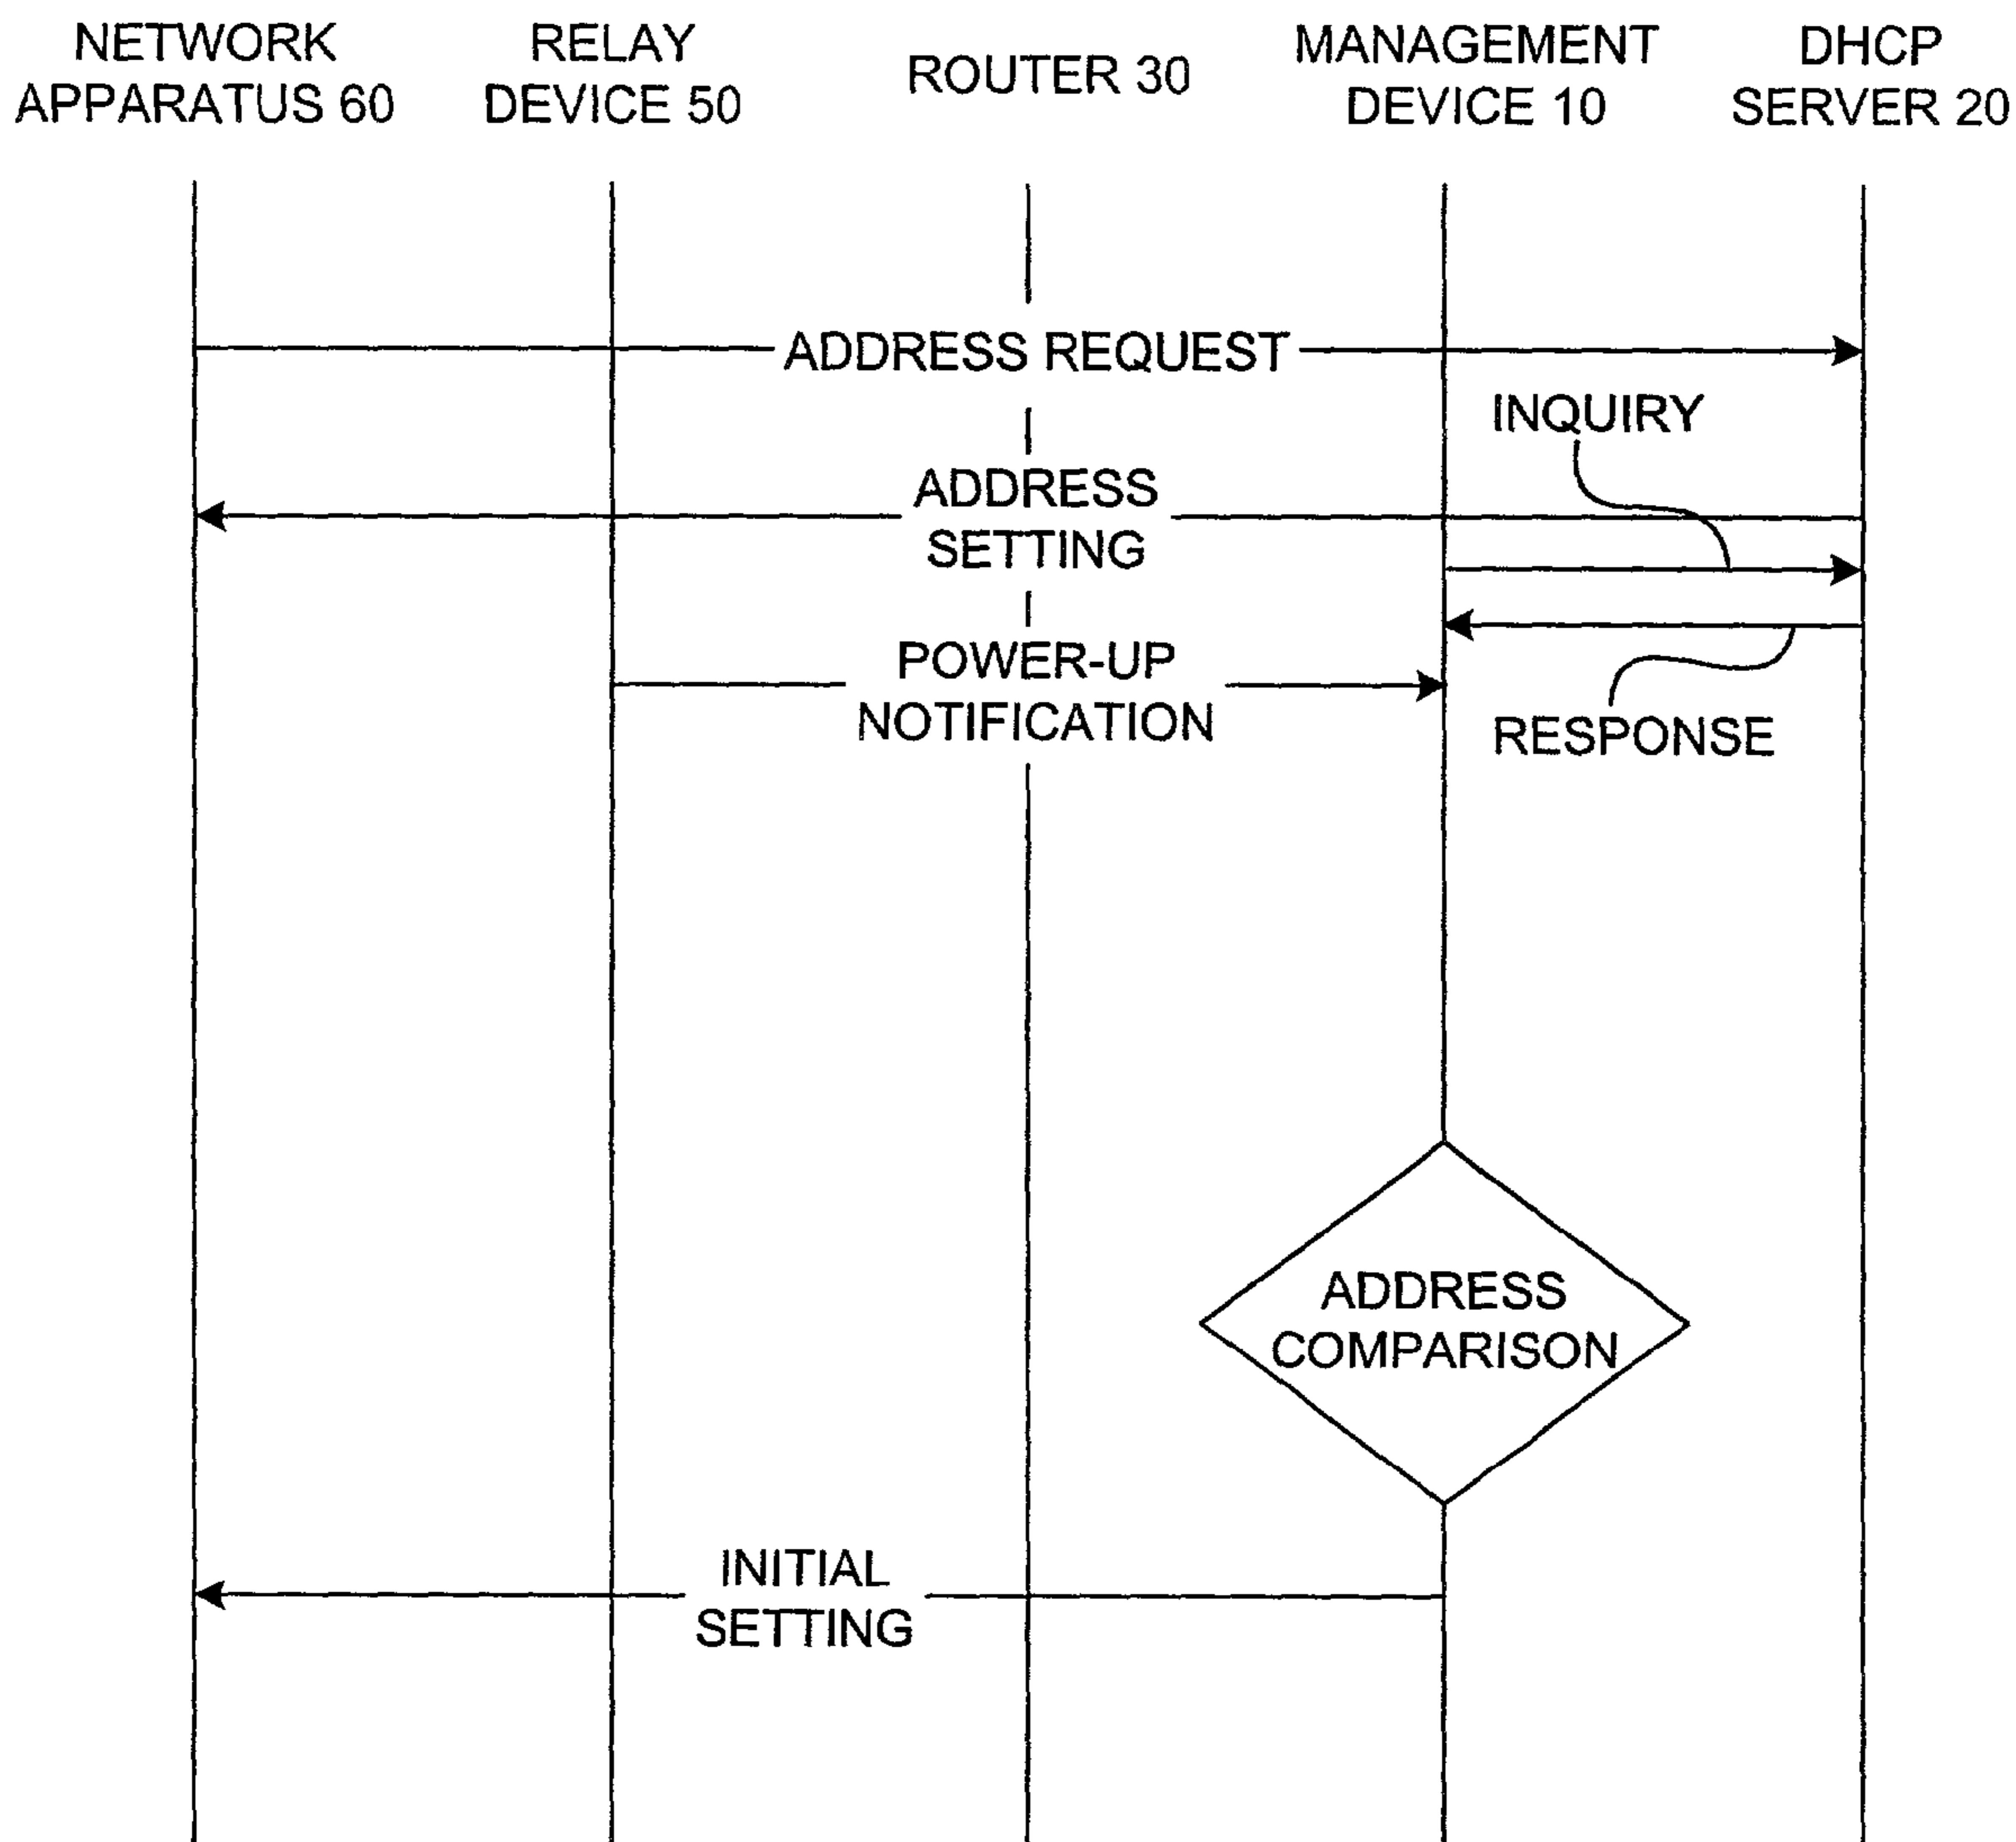 NETWORK
APPARATUS 60
RELAY
DEVICE 50
ROUTER 30
MANAGEMENT
DEVICE 10
DHCP
SERVER 20
ADDRESS REQUEST
INQUIRY
ADDRESS
SETTING
POWER-UP
NOTIFICATION
RESPONSE
ADDRESS
COMPARISON
INITIAL
SETTING